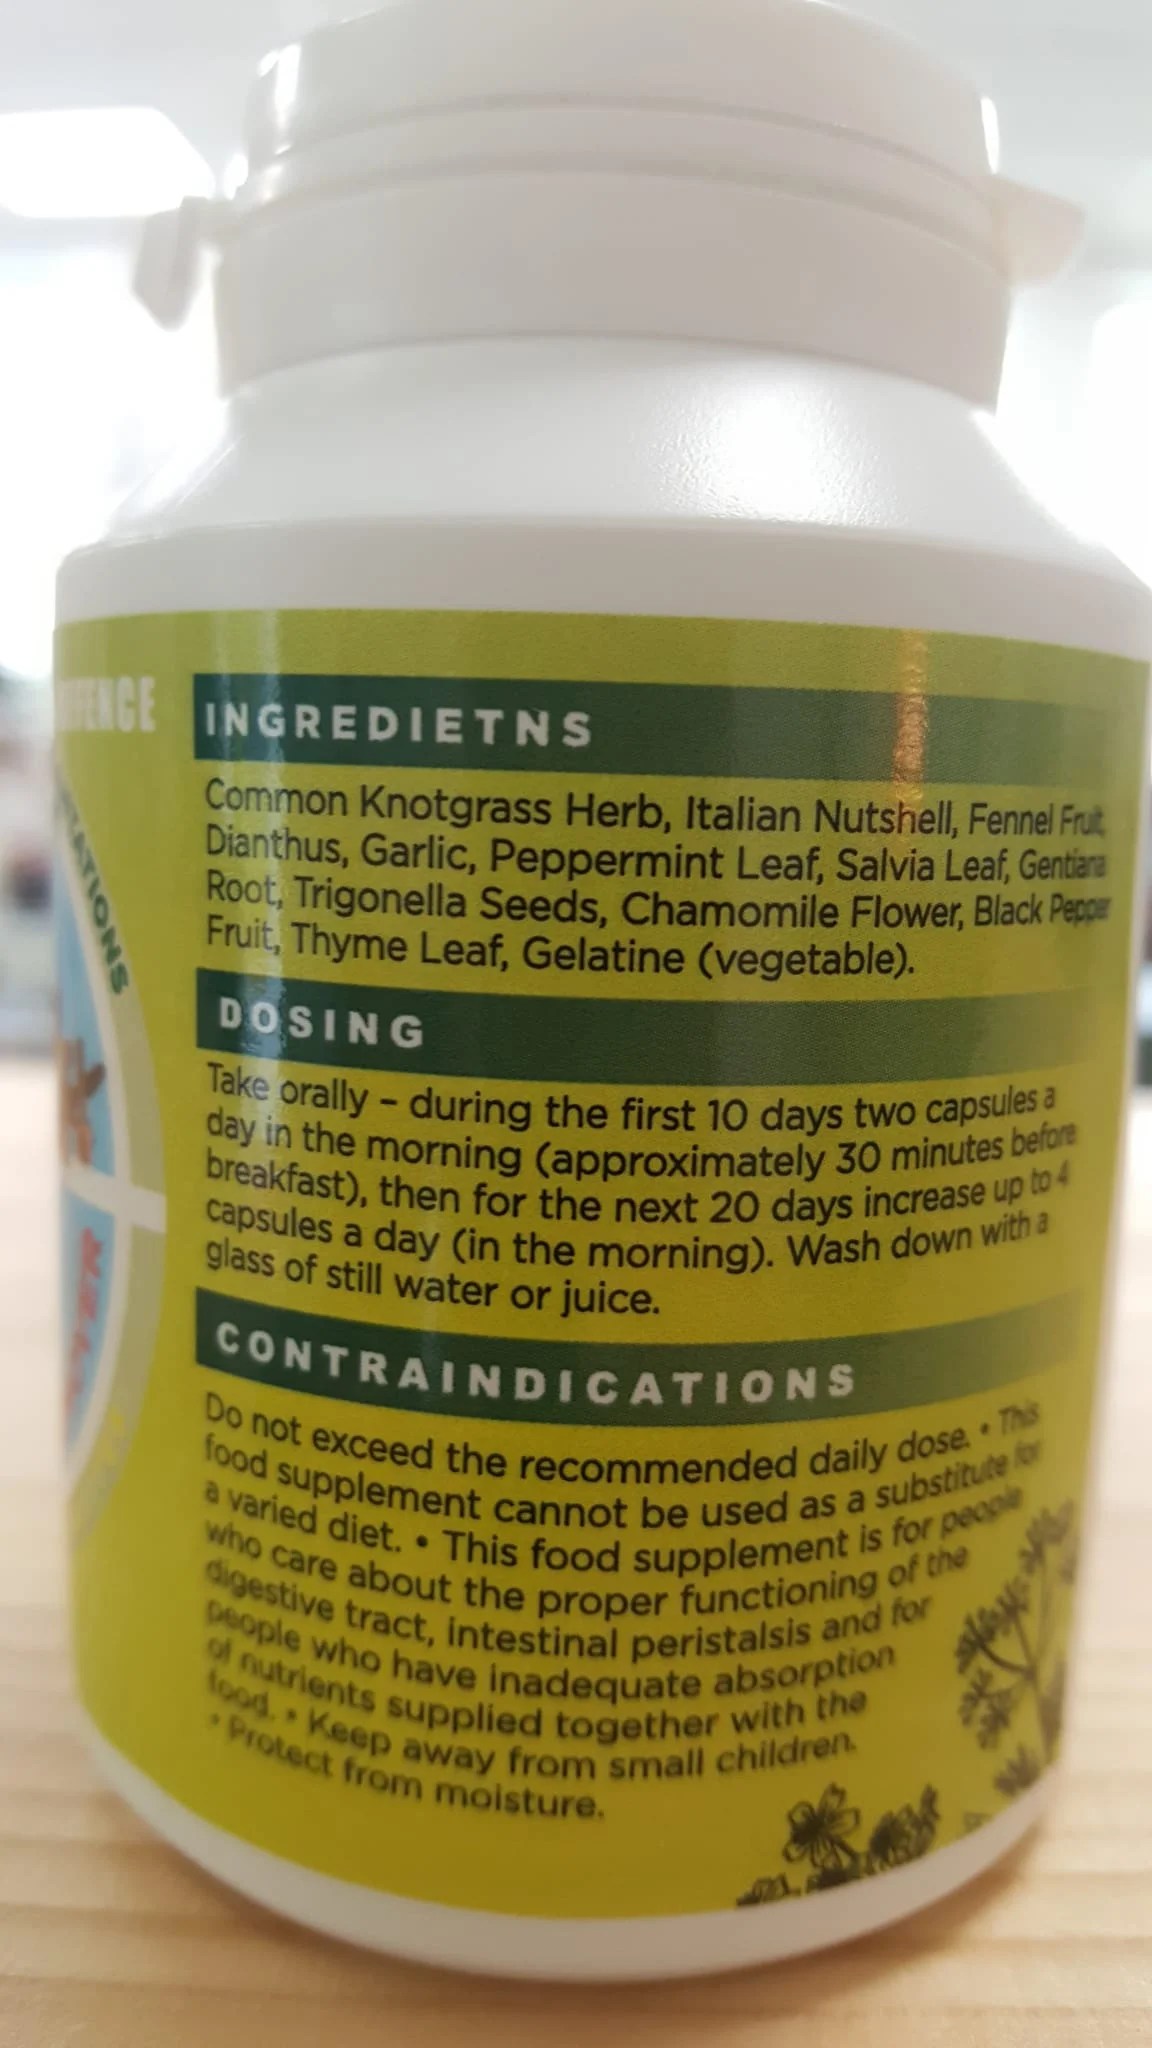 INGREDIETNS
Common Knotgrass Herb, Italian Nutshell, Fennel Fruit,
Dianthus, Garlic, Peppermint Leaf, Salvia Leaf, Gentiana
Root, Trigonella Seeds, Chamomile Flower, Black Pepper
Fruit, Thyme Leaf, Gelatine (vegetable).
DOSING
Take orally – during the first 10 days two capsules a
day in the morning (approximately 30 minutes before
breakfast), then for the next 20 days increase up to 4
capsules a day (in the morning). Wash down with a
glass of still water or juice.
CONTRAINDICATIONS
Do not exceed the recommended daily dose. • This
food supplement cannot be used as a substitute for
a varied diet. • This food supplement is for people
who care about the proper functioning of the
digestive tract, intestinal peristalsis and for
people who have inadequate absorption
of nutrients supplied together with the
food. • Keep away from small children.
• Protect from moisture.